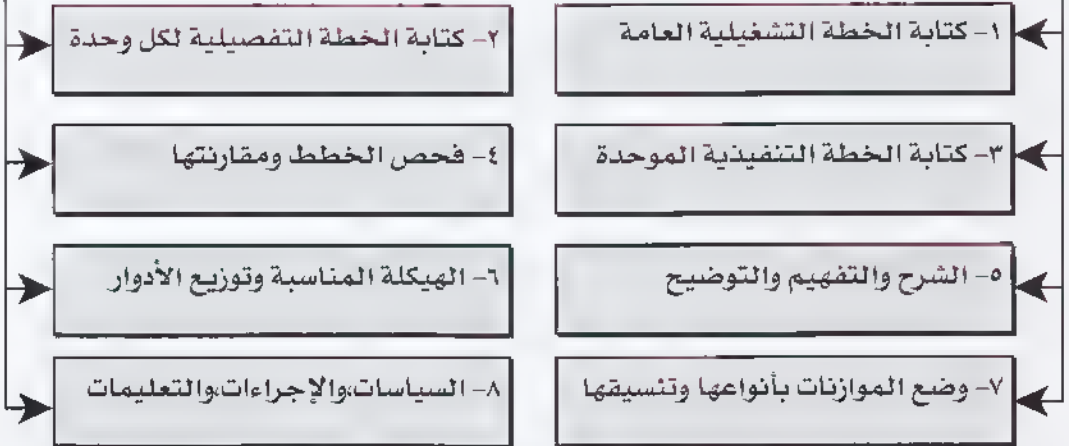 ١- كتابة الخطة التشغيلية العامة
٢- كتابة الخطة التفصيلية لكل وحدة
٣- كتابة الخطة التنفيذية الموحدة
٤- فحص الخطط ومقارنتها
٥- الشرح والتفهيم والتوضيح
٦- الهيكلة المناسبة وتوزيع الأدوار
٧- وضع الموازنات بأنواعها وتنسيقها
٨- السياسات،والإجراءات،والتعليمات